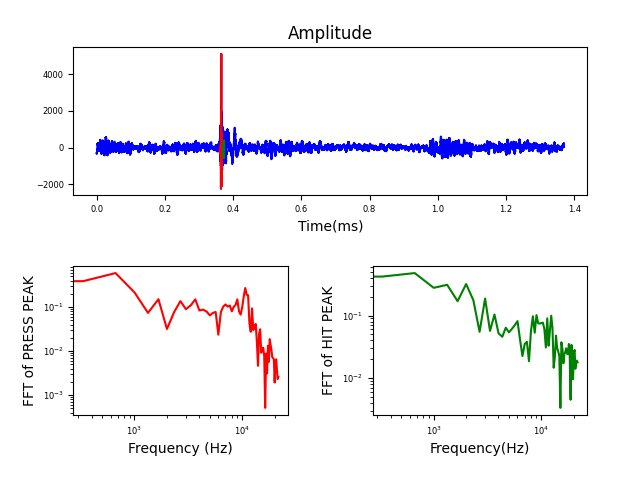 Amplitude
4000
2000
0
−2000
0.0 0.2 0.4 0.6 0.8 1.0 1.2 1.4
Time(ms)
FFT of PRESS PEAK
10⁻¹
10⁻²
10⁻³
10³ 10⁴
Frequency (Hz)
FFT of HIT PEAK
10⁻¹
10⁻²
10³ 10⁴
Frequency(Hz)